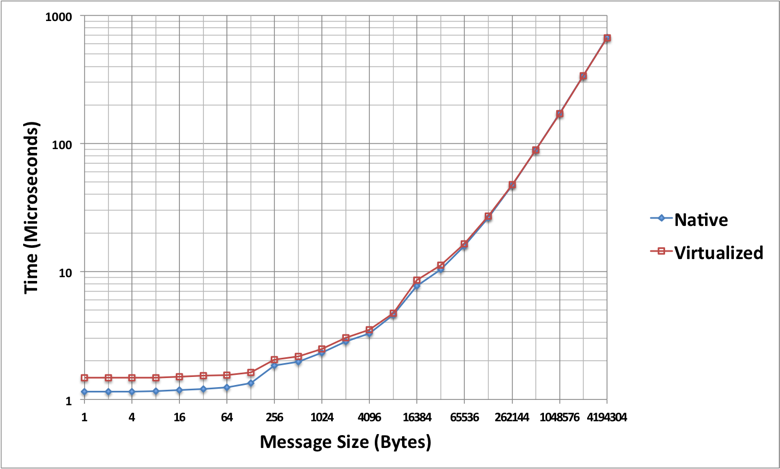 1000
100
10
1
Time (Microseconds)
1 4 16 64 256 1024 4096 16384 65536 262144 1048576 4194304
Message Size (Bytes)
Native
Virtualized